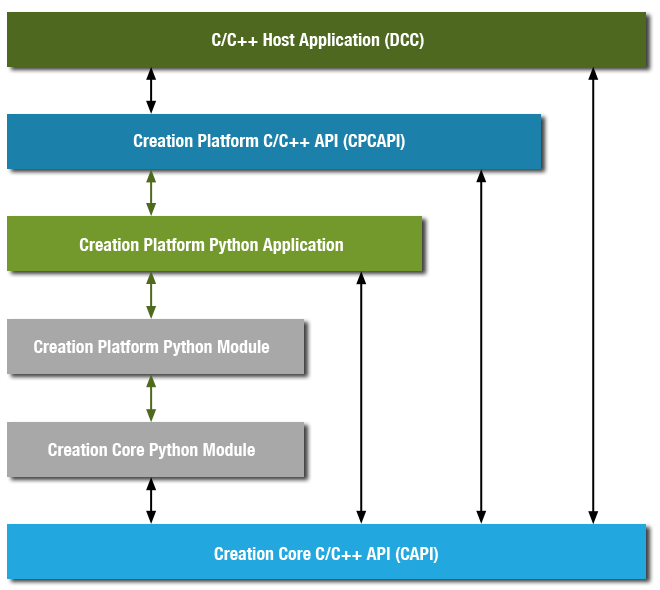 C/C++ Host Application (DCC)
Creation Platform C/C++ API (CPCAPI)
Creation Platform Python Application
Creation Platform Python Module
Creation Core Python Module
Creation Core C/C++ API (CAPI)